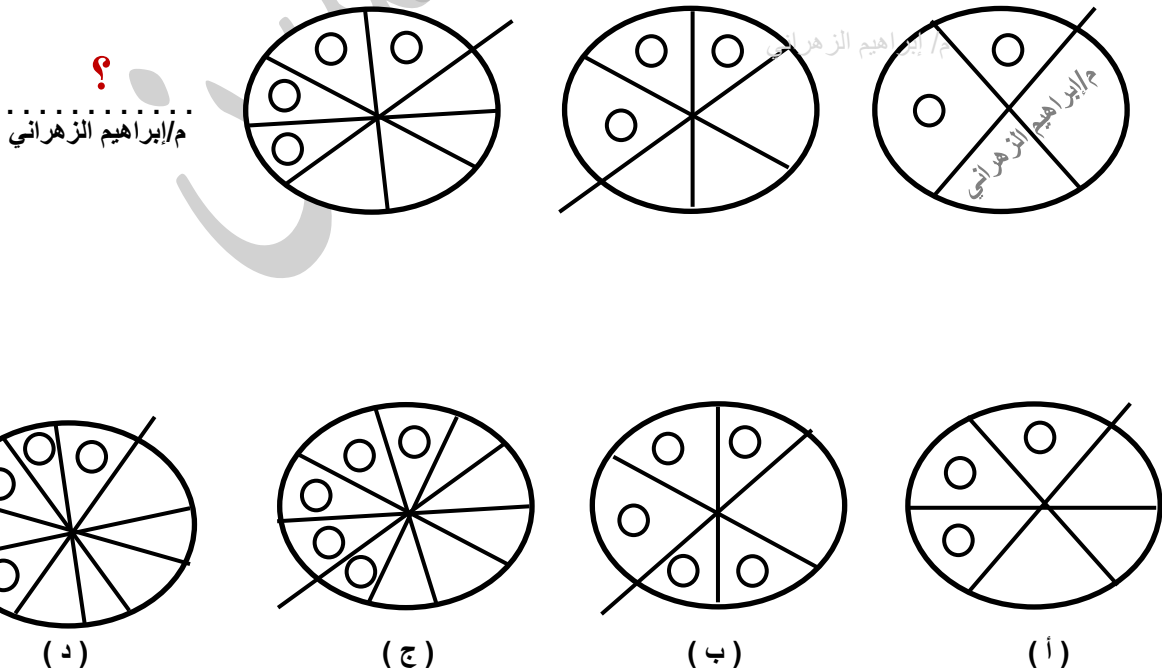 م/إبراهيم الزهراني
م/ إبراهيم الزهراني
؟
............
م/إبراهيم الزهراني
( أ )
( ب )
( ج )
( د )